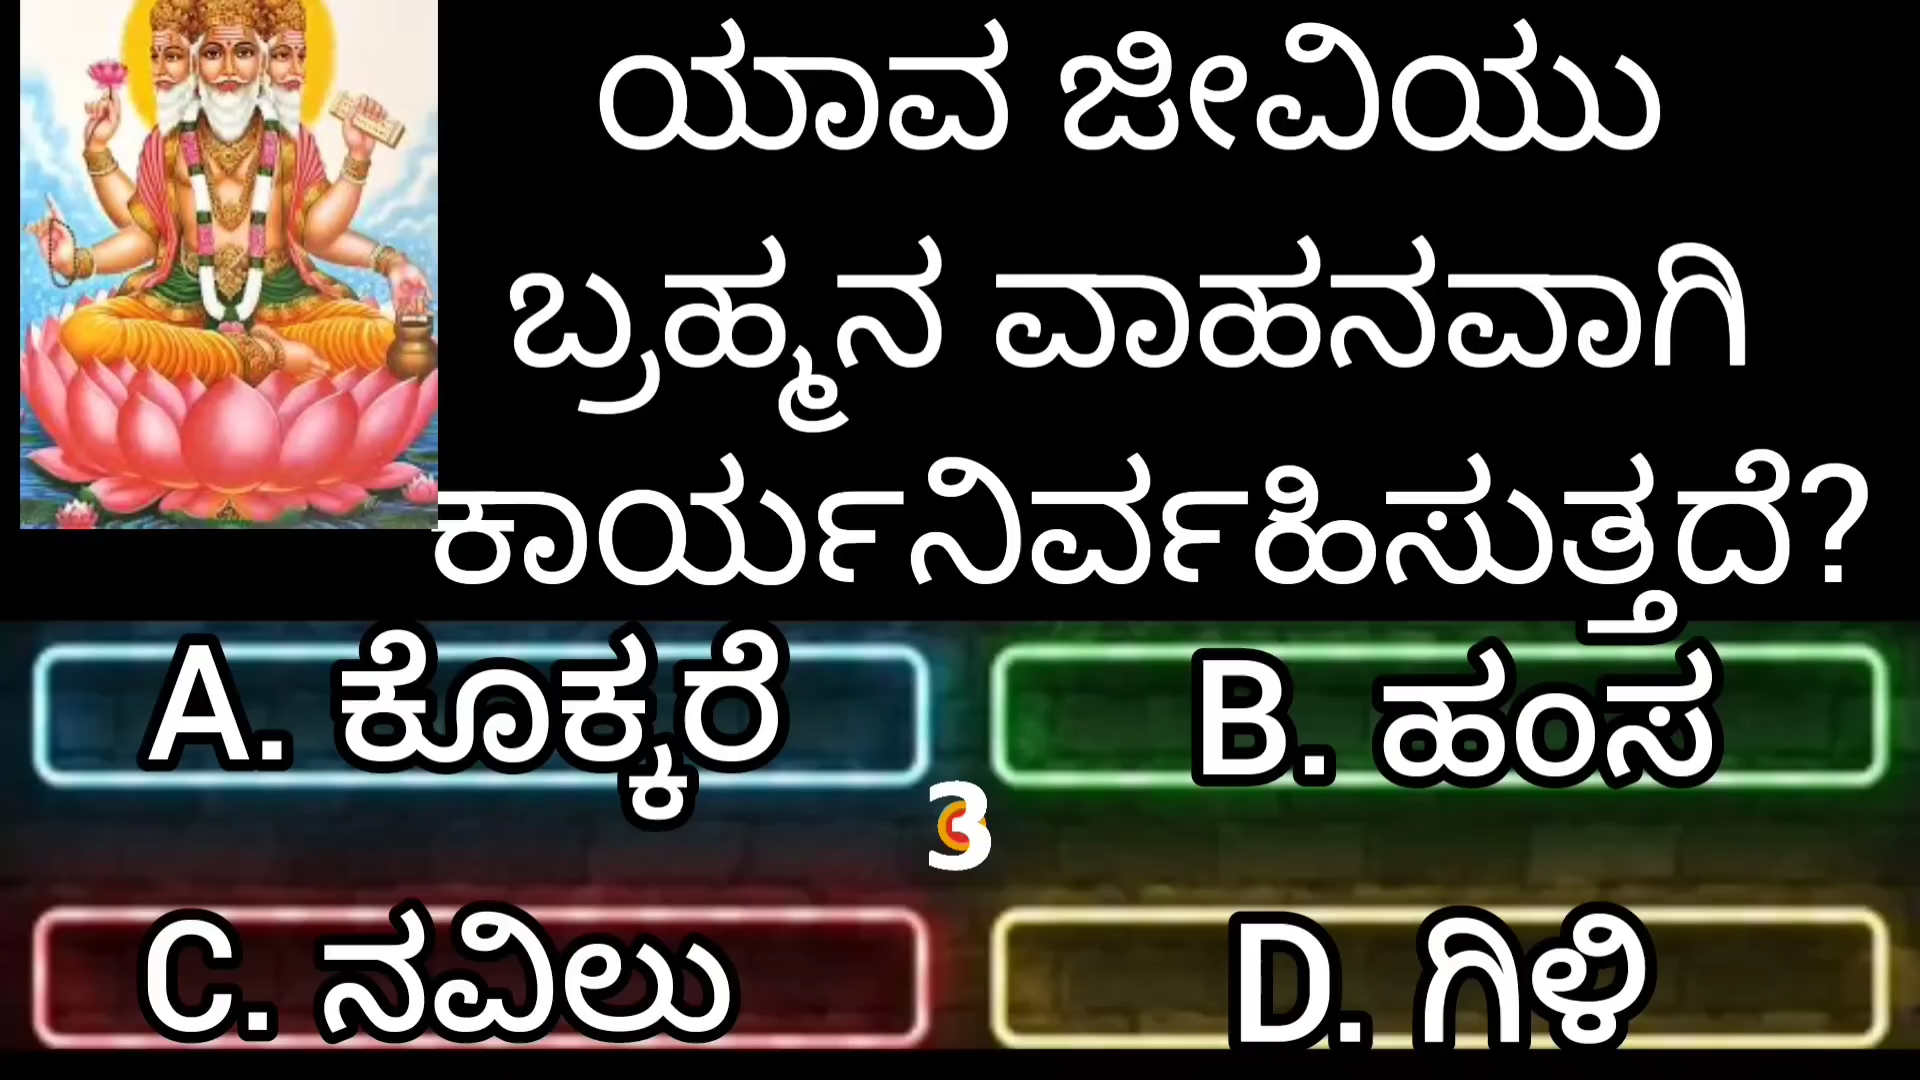 ಯಾವ ಜೀವಿಯು
ಬ್ರಹ್ಮನ ವಾಹನವಾಗಿ
ಕಾರ್ಯನಿರ್ವಹಿಸುತ್ತದೆ?
A. ಕೊಕ್ಕರೆ
B. ಹಂಸ
3
C. ನವಿಲು
D. ಗಿಳಿ